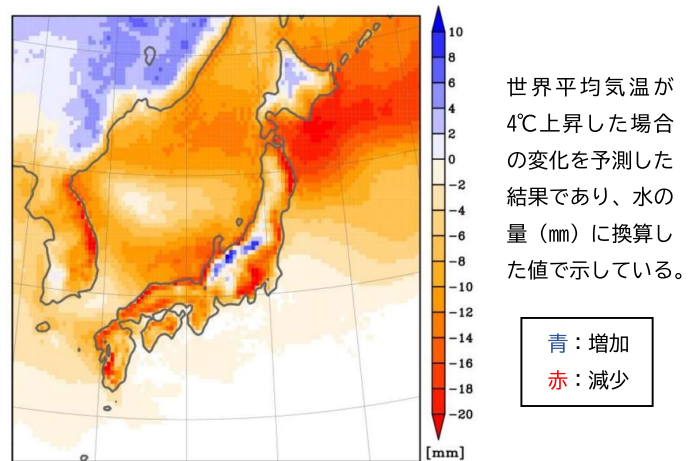 10
8
6
4
2
0
−2
−4
−6
−8
−10
−12
−14
−16
−18
−20
[mm]
世界平均気温が
4℃上昇した場合
の変化を予測した
結果であり、水の
量（㎜）に換算し
た値で示している。
青：増加
赤：減少